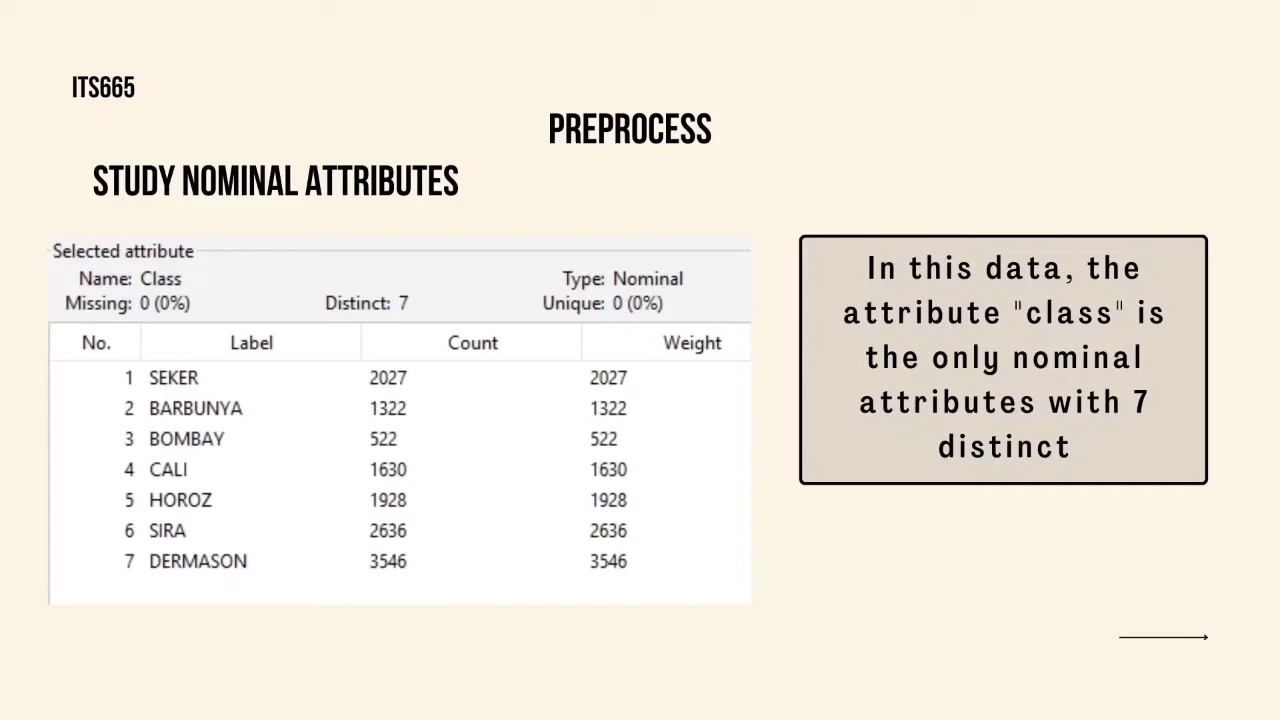 ITS665
PREPROCESS
STUDY NOMINAL ATTRIBUTES
Selected attribute
Name: Class Type: Nominal
Missing: 0 (0%) Distinct: 7 Unique: 0 (0%)
No. Label Count Weight
1 SEKER 2027 2027
2 BARBUNYA 1322 1322
3 BOMBAY 522 522
4 CALI 1630 1630
5 HOROZ 1928 1928
6 SIRA 2636 2636
7 DERMASON 3546 3546
In this data, the
attribute "class" is
the only nominal
attributes with 7
distinct